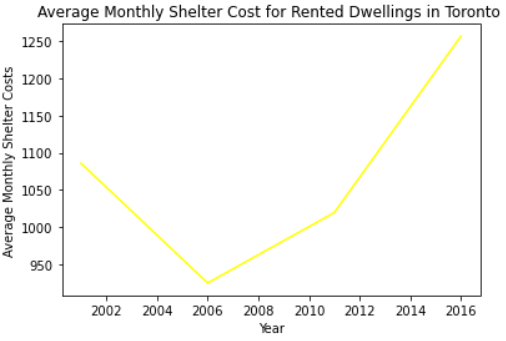 Average Monthly Shelter Cost for Rented Dwellings in Toronto
1250
1200
1150
1100
1050
1000
950
Average Monthly Shelter Costs
2002 2004 2006 2008 2010 2012 2014 2016
Year